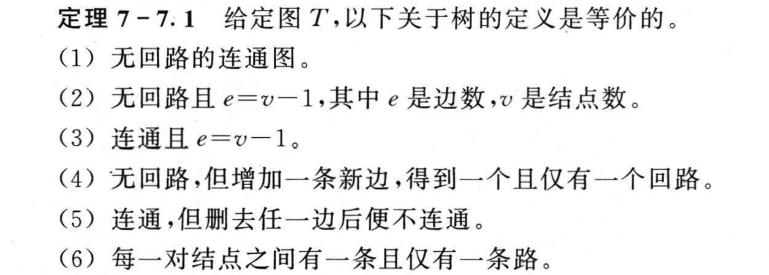 定理 7-7.1 给定图 T,以下关于树的定义是等价的。
(1) 无回路的连通图。
(2) 无回路且 e=v-1,其中 e 是边数,v 是结点数。
(3) 连通且 e=v-1。
(4) 无回路,但增加一条新边,得到一个且仅有一个回路。
(5) 连通,但删去任一边后便不连通。
(6) 每一对结点之间有一条且仅有一条路。